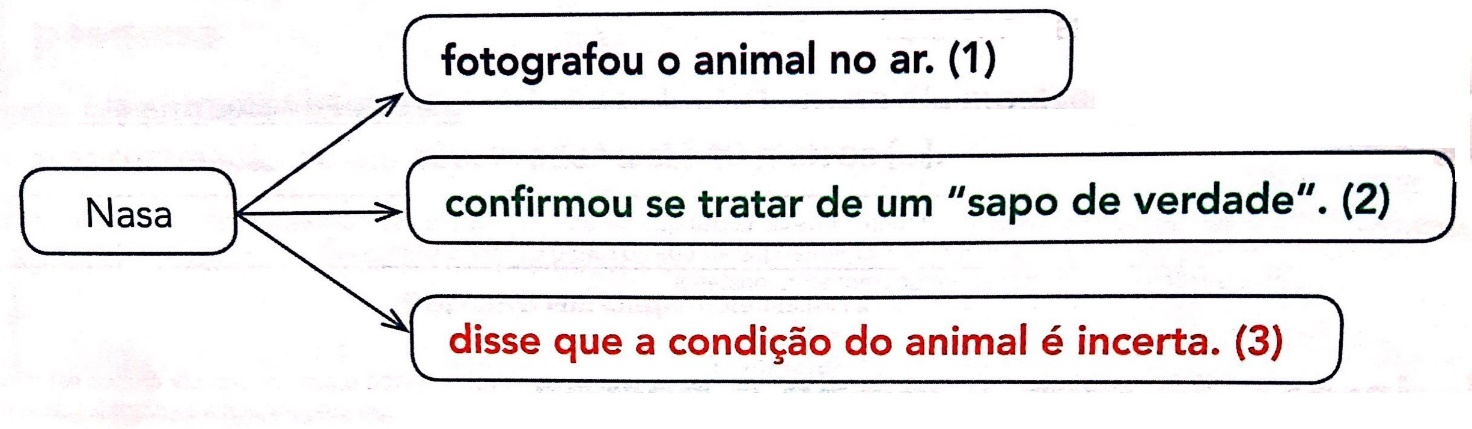 fotografou o animal no ar. (1)
Nasa
confirmou se tratar de um “sapo de verdade”. (2)
disse que a condição do animal é incerta. (3)